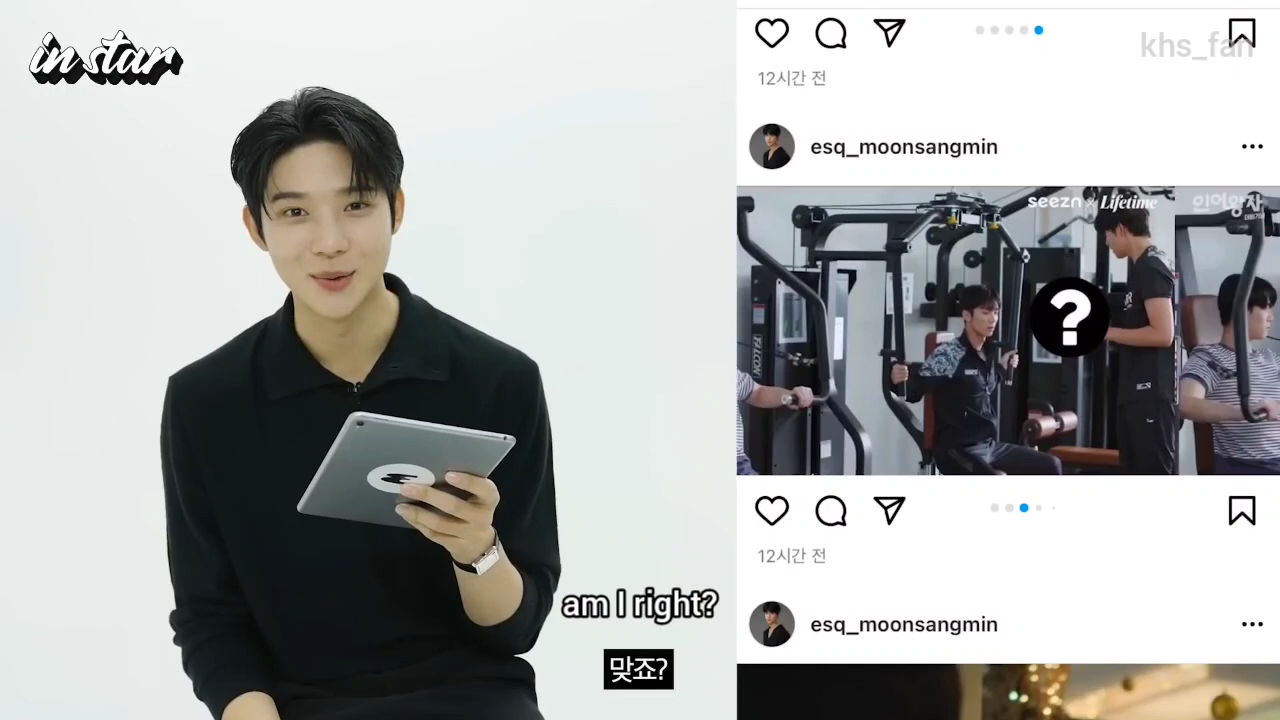 in star
am I right?
맞죠?
khs_fan
12시간 전
esq_moonsangmin
seezn & Lifetime
인어왕자
?
FALCON
12시간 전
esq_moonsangmin